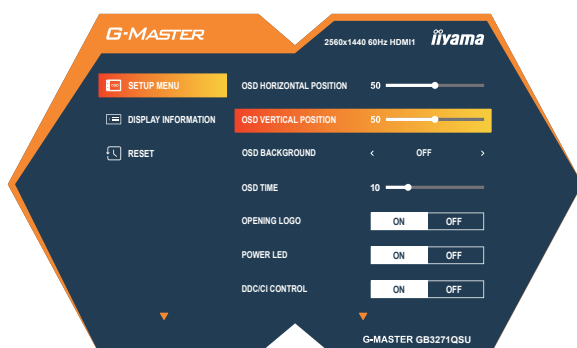 G-MASTER
2560x1440 60Hz HDMI1 iiyama
SETUP MENU
DISPLAY INFORMATION
RESET
OSD HORIZONTAL POSITION 50
OSD VERTICAL POSITION 50
OSD BACKGROUND < OFF >
OSD TIME 10
OPENING LOGO ON OFF
POWER LED ON OFF
DDC/CI CONTROL ON OFF
G-MASTER GB3271QSU